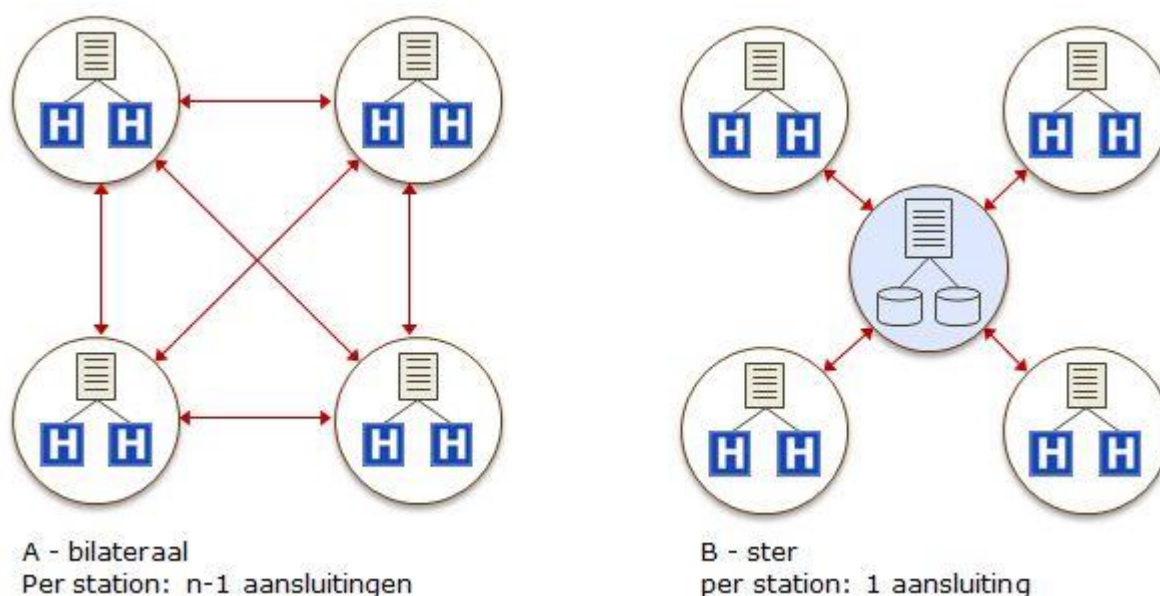 H H
H H
H H
H H
H H
H H
H H
H H
A - bilateraal
Per station: n-1 aansluitingen
B - ster
per station: 1 aansluiting